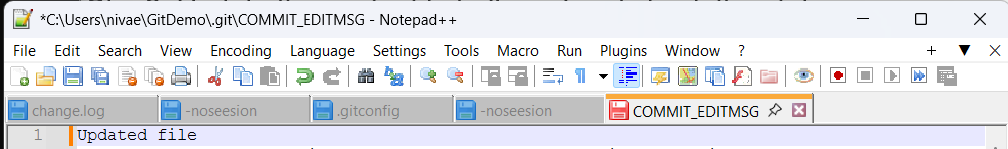 *C:\Users\nivae\GitDemo\.git\COMMIT_EDITMSG - Notepad++
File Edit Search View Encoding Language Settings Tools Macro Run Plugins Window ?
change.log -noseesion .gitconfig -noseesion COMMIT_EDITMSG
1 Updated file